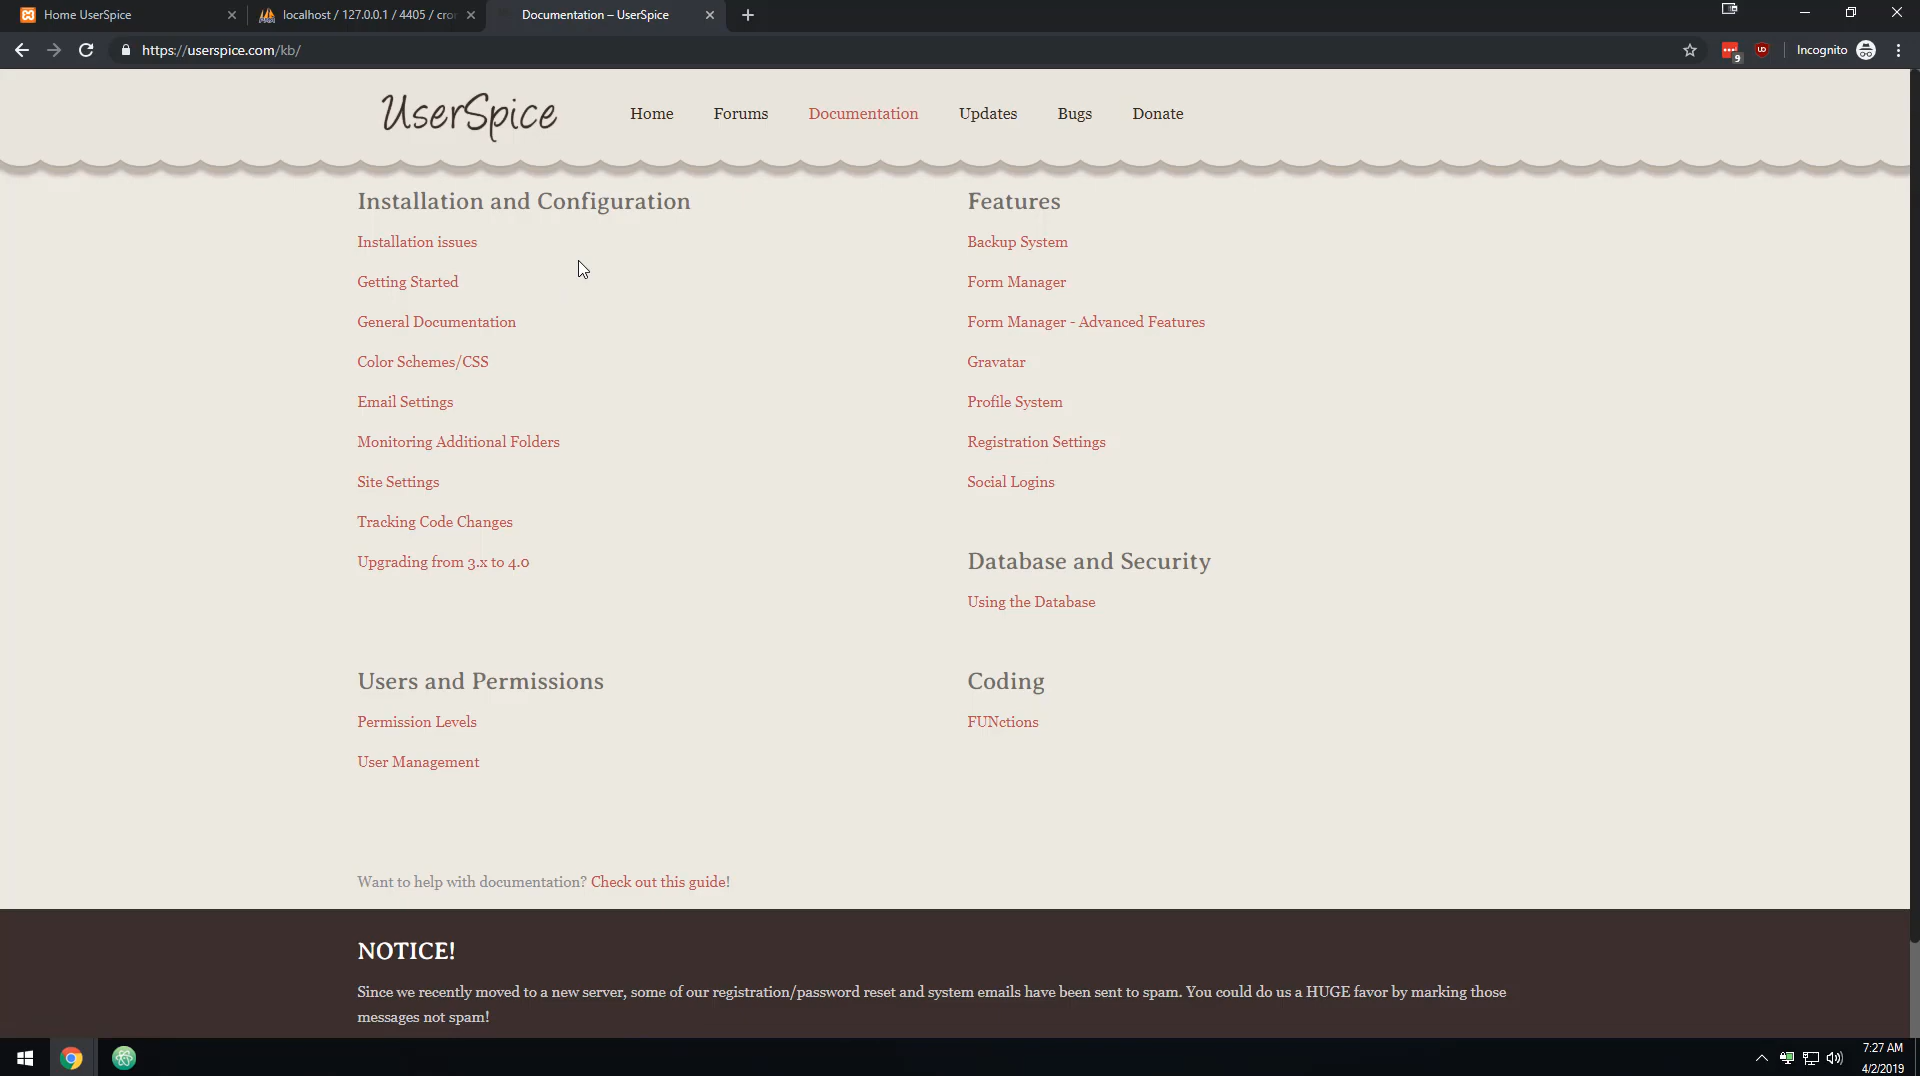 Home UserSpice
localhost / 127.0.0.1 / 4405 / cron
Documentation – UserSpice
https://userspice.com/kb/
9
UD
Incognito
UserSpice
Home
Forums
Documentation
Updates
Bugs
Donate
Installation and Configuration
Installation issues
Getting Started
General Documentation
Color Schemes/CSS
Email Settings
Monitoring Additional Folders
Site Settings
Tracking Code Changes
Upgrading from 3.x to 4.0
Features
Backup System
Form Manager
Form Manager - Advanced Features
Gravatar
Profile System
Registration Settings
Social Logins
Database and Security
Using the Database
Users and Permissions
Permission Levels
User Management
Coding
FUNctions
Want to help with documentation? Check out this guide!
NOTICE!
Since we recently moved to a new server, some of our registration/password reset and system emails have been sent to spam. You could do us a HUGE favor by marking those
messages not spam!
7:27 AM
4/2/2019